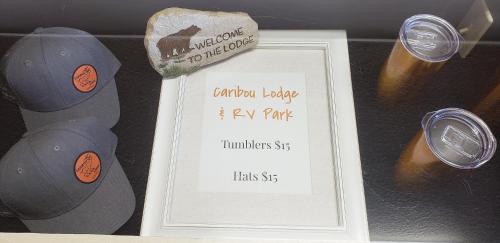 WELCOME
TO THE LODGE
Caribou Lodge
& RV Park
Tumblers $15
Hats $15